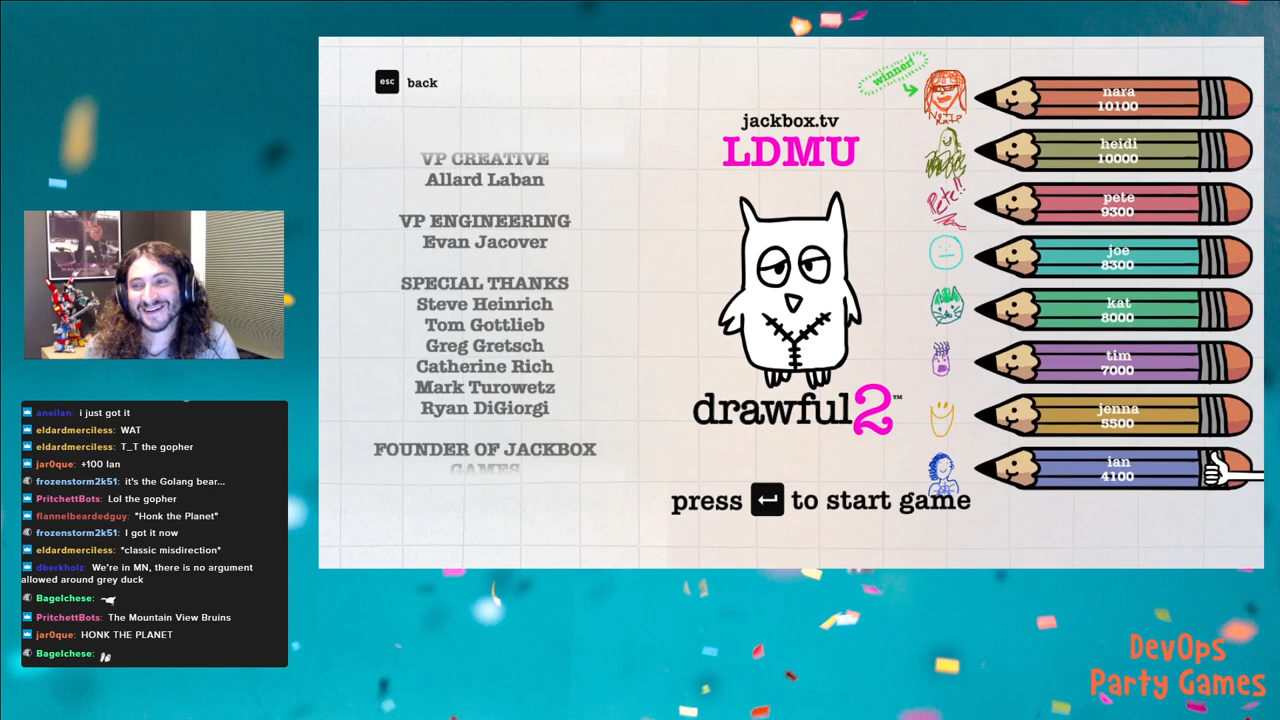 esc back
VP CREATIVE
Allard Laban
VP ENGINEERING
Evan Jacover
SPECIAL THANKS
Steve Heinrich
Tom Gottlieb
Greg Gretsch
Catherine Rich
Mark Turowetz
Ryan DiGiorgi
FOUNDER OF JACKBOX
GAMES
jackbox.tv
LDMU
drawful2™
press ↵ to start game
winner!
nara
10100
heidi
10000
Pete!!
pete
9300
joe
8300
kat
8000
tim
7000
jenna
5500
ian
4100
aneilan: i just got it
eldardmerciless: WAT
eldardmerciless: T_T the gopher
jar0que: +100 Ian
frozenstorm2k51: it's the Golang bear...
PritchettBots: Lol the gopher
flannelbeardedguy: "Honk the Planet"
frozenstorm2k51: I got it now
eldardmerciless: *classic misdirection*
dberkholz: We're in MN, there is no argument
allowed around grey duck
Bagelchese:
PritchettBots: The Mountain View Bruins
jar0que: HONK THE PLANET
Bagelchese:
DevOps
Party Games